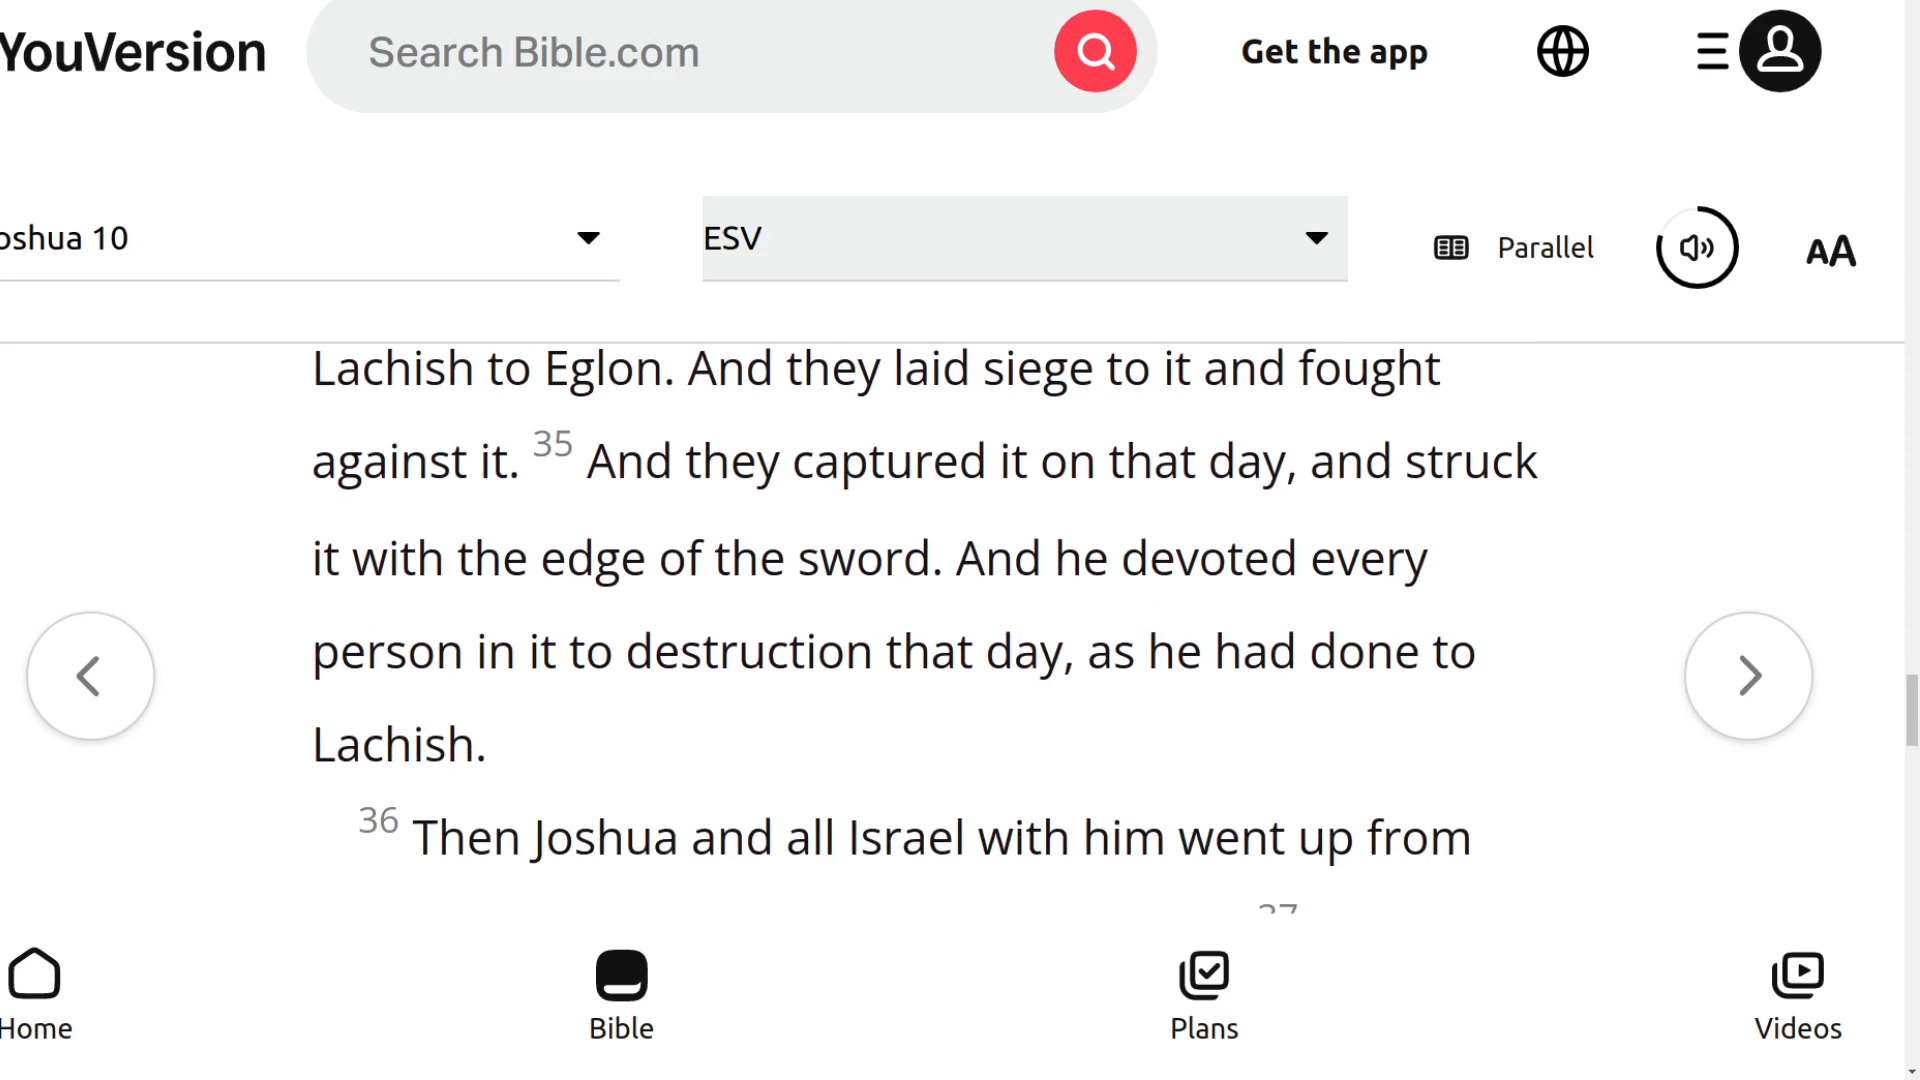 YouVersion
Search Bible.com
Get the app
oshua 10
ESV
Parallel
AA
Lachish to Eglon. And they laid siege to it and fought
against it. 35 And they captured it on that day, and struck
it with the edge of the sword. And he devoted every
person in it to destruction that day, as he had done to
Lachish.
36 Then Joshua and all Israel with him went up from
Home
Bible
Plans
Videos